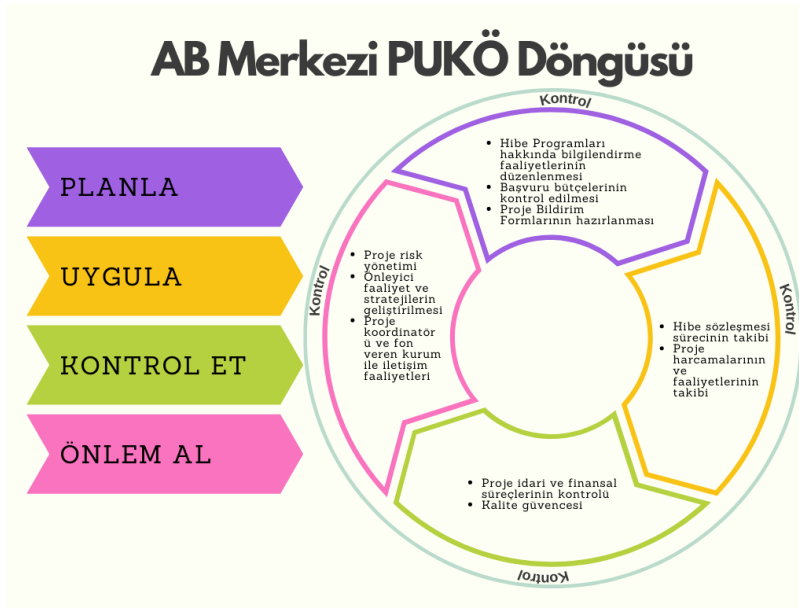 AB Merkezi PUKÖ Döngüsü
PLANLA
UYGULA
KONTROL ET
ÖNLEM AL
Kontrol
• Hibe Programları
hakkında bilgilendirme
faaliyetlerinin
düzenlenmesi
• Başvuru bütçelerinin
kontrol edilmesi
• Proje Bildirim
Formlarının hazırlanması
Kontrol
• Hibe sözleşmesi
sürecinin takibi
• Proje
harcamalarının
ve
faaliyetlerinin
takibi
• Proje idari ve finansal
süreçlerinin kontrolü
• Kalite güvencesi
Kontrol
Kontrol
• Proje risk
yönetimi
• Önleyici
faaliyet ve
stratejilerin
geliştirilmesi
• Proje
koordinatör
ü ve fon
veren kurum
ile iletişim
faaliyetleri